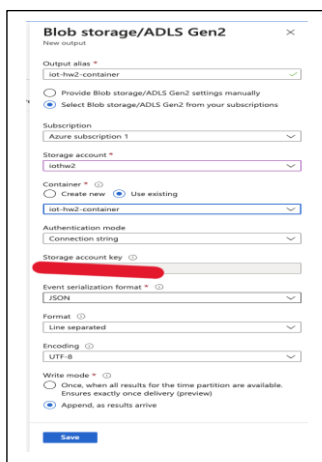 Blob storage/ADLS Gen2
New output
Output alias *
iot-hw2-container
Provide Blob storage/ADLS Gen2 settings manually
Select Blob storage/ADLS Gen2 from your subscriptions
Subscription
Azure subscription 1
Storage account *
iothw2
Container *
Create new Use existing
iot-hw2-container
Authentication mode
Connection string
Storage account key
Event serialization format *
JSON
Format
Line separated
Encoding
UTF-8
Write mode *
Once, when all results for the time partition are available.
Ensures exactly once delivery (preview)
Append, as results arrive
Save